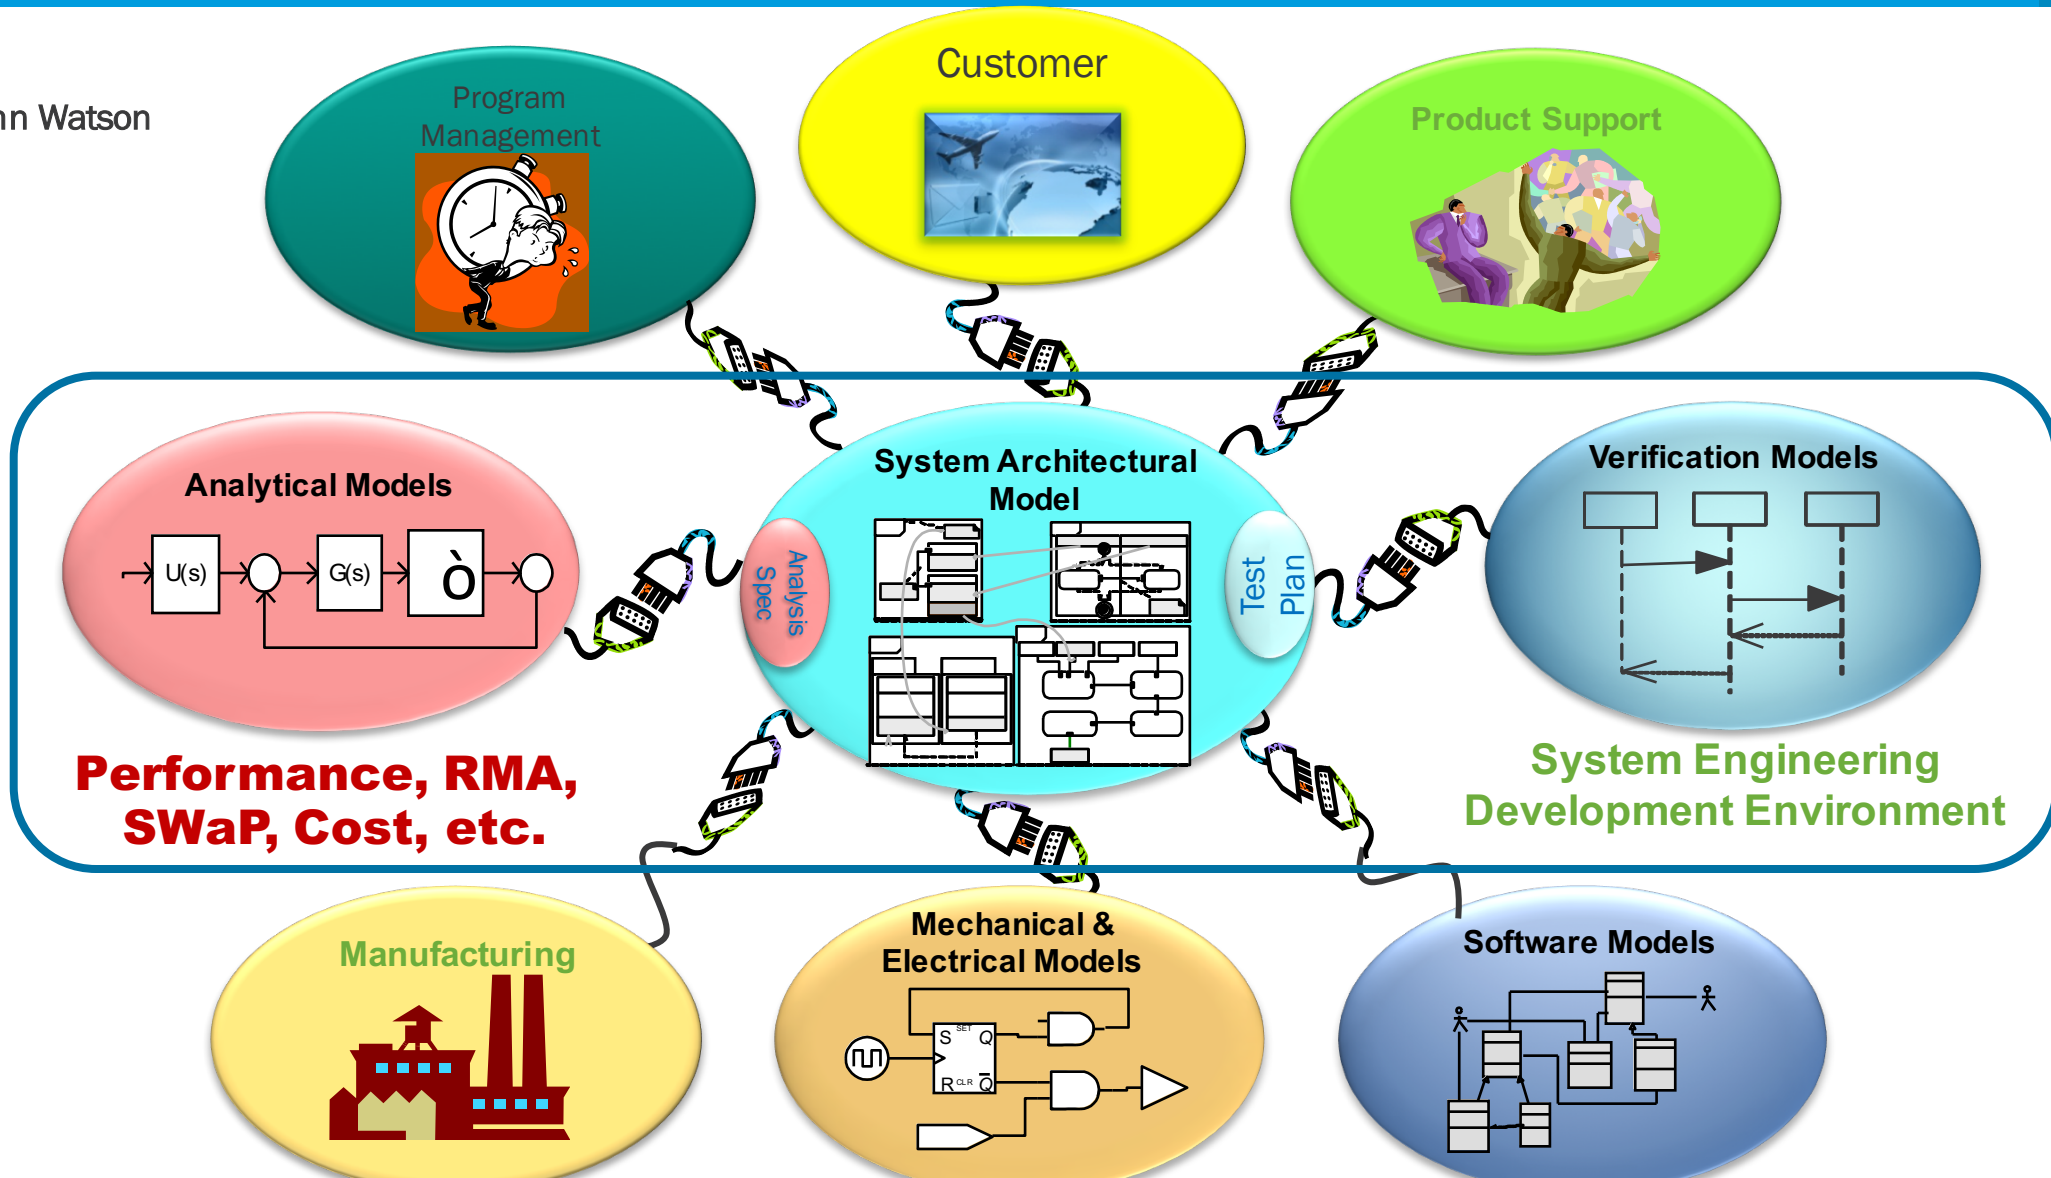 Customer
Program
Management
Product Support
nn Watson
System Architectural
Model
Verification Models
Analytical Models
U(s)
G(s)
ò
Analysis
Spec
Test
Plan
Performance, RMA,
SWaP, Cost, etc.
System Engineering
Development Environment
Manufacturing
Mechanical &
Electrical Models
Software Models
S SET Q
R CLR Q̅